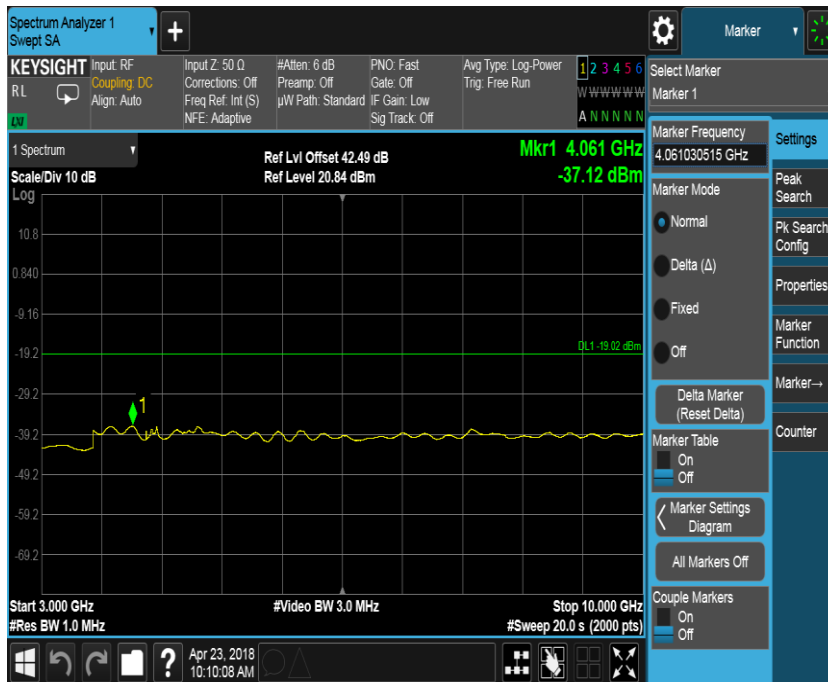 Spectrum Analyzer 1
Swept SA
+
Marker
KEYSIGHT
RL
LXI
Input: RF
Coupling: DC
Align: Auto
Input Z: 50 Ω
Corrections: Off
Freq Ref: Int (S)
NFE: Adaptive
#Atten: 6 dB
Preamp: Off
µW Path: Standard
PNO: Fast
Gate: Off
IF Gain: Low
Sig Track: Off
Avg Type: Log-Power
Trig: Free Run
1 2 3 4 5 6
W W W W W W
A N N N N N
Select Marker
Marker 1
1 Spectrum
Scale/Div 10 dB
Log
Ref Lvl Offset 42.49 dB
Ref Level 20.84 dBm
Mkr1 4.061 GHz
-37.12 dBm
10.8
0.840
-9.16
-19.2
-29.2
-39.2
-49.2
-59.2
-69.2
DL1 -19.02 dBm
1
Start 3.000 GHz
#Res BW 1.0 MHz
#Video BW 3.0 MHz
Stop 10.000 GHz
#Sweep 20.0 s (2000 pts)
Marker Frequency
4.061030515 GHz
Marker Mode
Normal
Delta (Δ)
Fixed
Off
Delta Marker
(Reset Delta)
Marker Table
On
Off
Marker Settings
Diagram
All Markers Off
Couple Markers
On
Off
Settings
Peak
Search
Pk Search
Config
Properties
Marker
Function
Marker→
Counter
?
Apr 23, 2018
10:10:08 AM